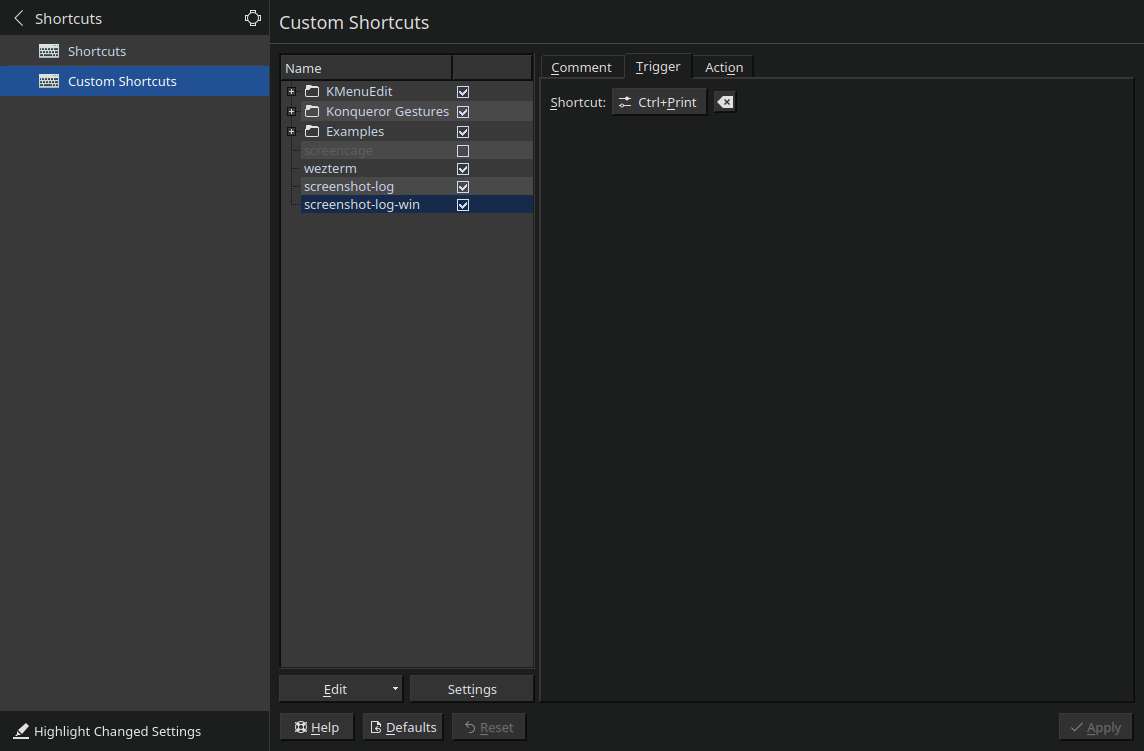 Shortcuts
Shortcuts
Custom Shortcuts
Highlight Changed Settings
Custom Shortcuts
Name
KMenuEdit
Konqueror Gestures
Examples
screencage
wezterm
screenshot-log
screenshot-log-win
Edit
Settings
Comment
Trigger
Action
Shortcut: Ctrl+Print
Help
Defaults
Reset
Apply